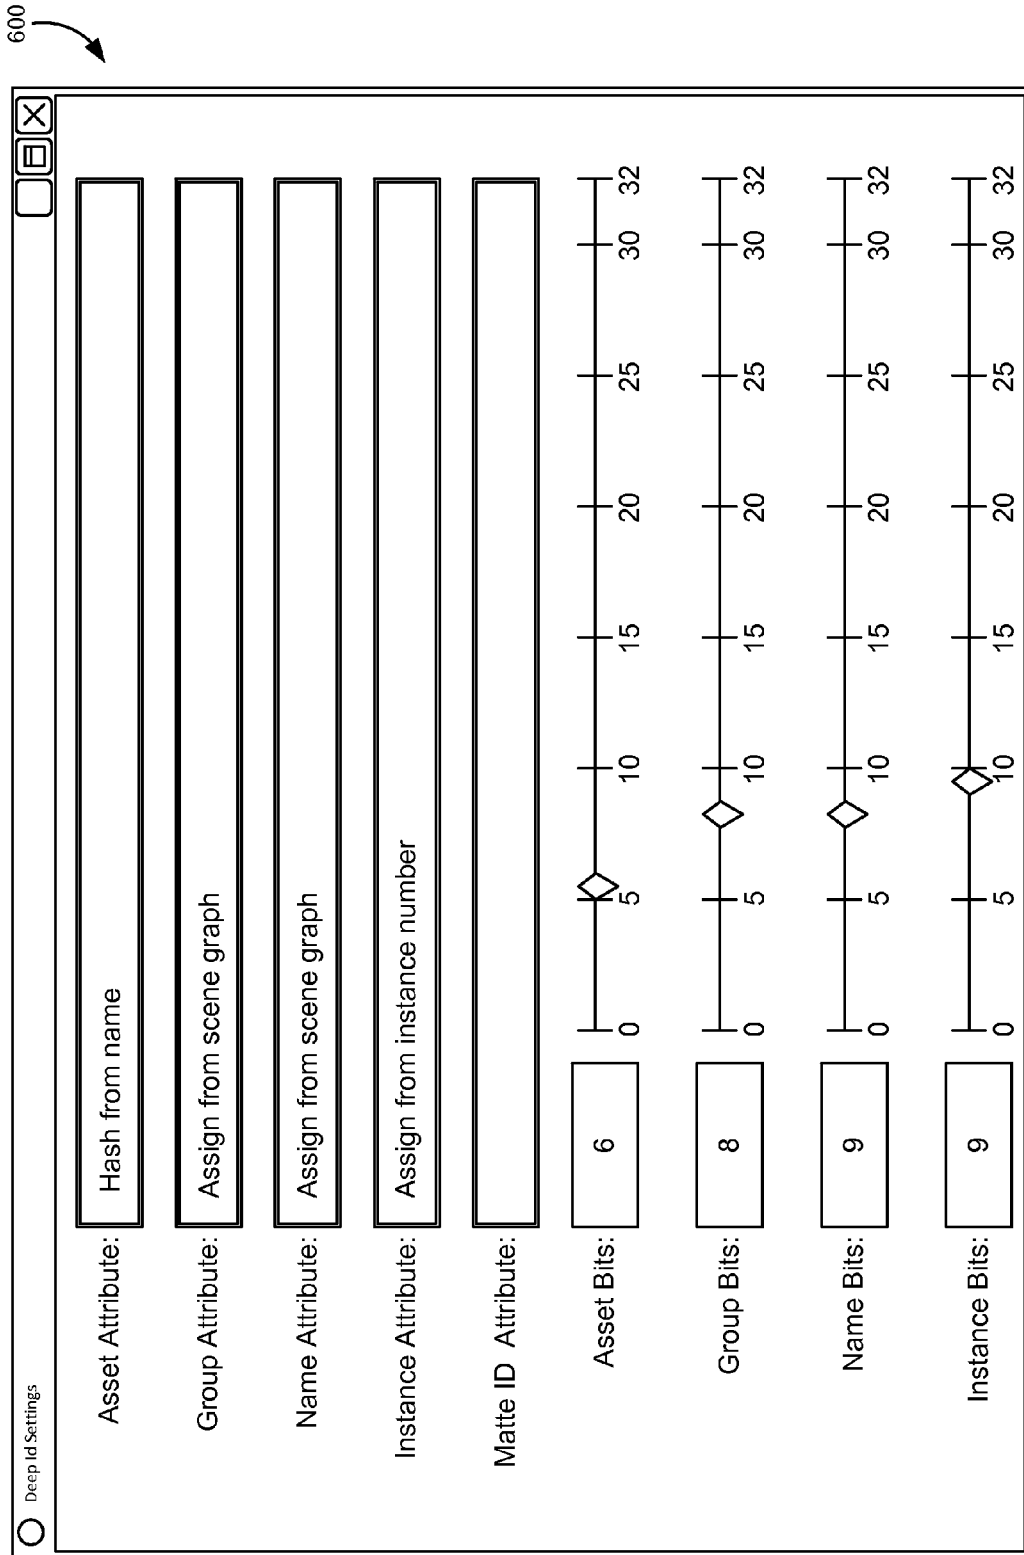 600
Deep Id Settings
Asset Attribute: Hash from name
Group Attribute: Assign from scene graph
Name Attribute: Assign from scene graph
Instance Attribute: Assign from instance number
Matte ID Attribute:
Asset Bits: 6 0 5 10 15 20 25 30 32
Group Bits: 8 0 5 10 15 20 25 30 32
Name Bits: 9 0 5 10 15 20 25 30 32
Instance Bits: 9 0 5 10 15 20 25 30 32